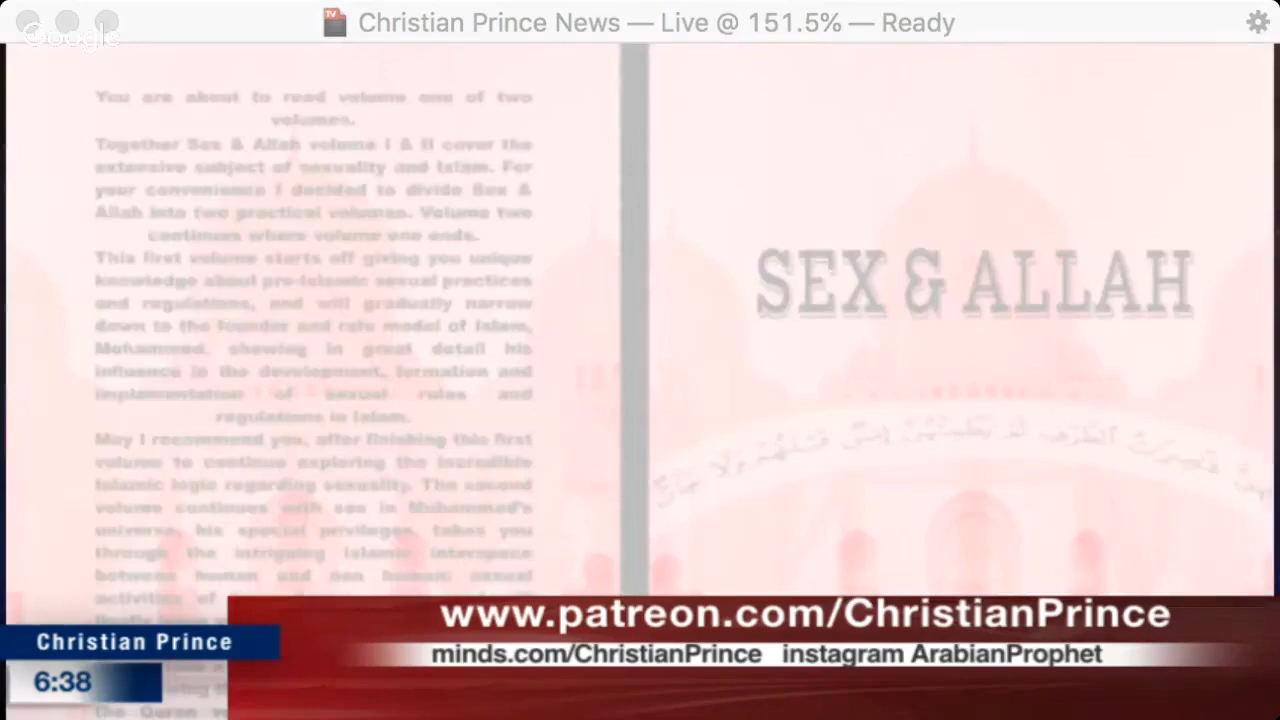 Christian Prince News — Live @ 151.5% — Ready
Google
You are about to read volume one of two
volumes.
Together Sex & Allah volume I & II cover the
extensive subject of sexuality and Islam. For
your convenience I decided to divide Sex &
Allah into two practical volumes. Volume two
continues where volume one ends.
This first volume starts off giving you unique
knowledge about pre-Islamic sexual practices
and regulations, and will gradually narrow
down to the founder and role model of Islam,
Mohammed, showing in great detail his
influence in the development, formation and
implementation of sexual rules and
regulations in Islam.
May I recommend you, after finishing this first
volume to continue exploring the incredible
Islamic logic regarding sexuality. The second
volume continues with sex in Muhammad's
universe, his special privileges, takes you
through the intriguing Islamic interspace
between human and non human; sexual
activities of
finally
the Quran
SEX & ALLAH
www.patreon.com/ChristianPrince
Christian Prince
minds.com/ChristianPrince instagram ArabianProphet
6:38